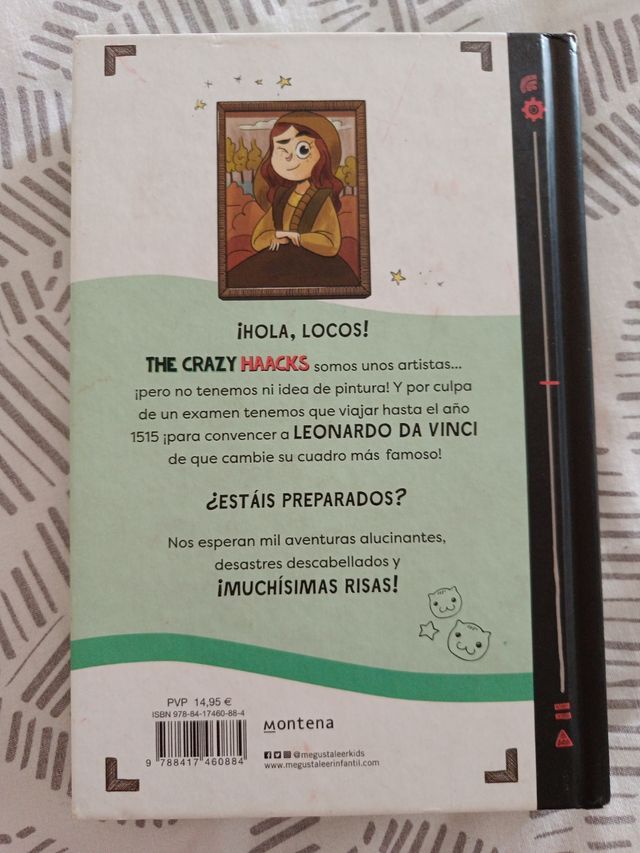 ¡HOLA, LOCOS!
THE CRAZY HAACKS somos unos artistas...
¡pero no tenemos ni idea de pintura! Y por culpa
de un examen tenemos que viajar hasta el año
1515 ¡para convencer a LEONARDO DA VINCI
de que cambie su cuadro más famoso!
¿ESTÁIS PREPARADOS?
Nos esperan mil aventuras alucinantes,
desastres descabellados y
¡MUCHÍSIMAS RISAS!
PVP 14,95 €
ISBN 978-84-17460-88-4
9 788417 460884
Montena
@megustaleerkids
www.megustaleerinfantil.com